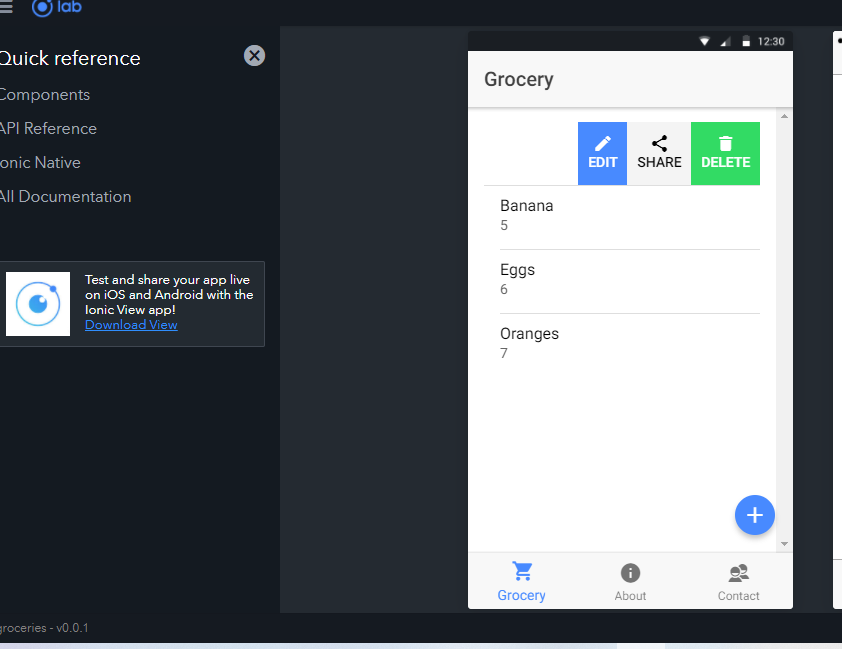 lab
Quick reference
Components
API Reference
Ionic Native
All Documentation
Test and share your app live
on iOS and Android with the
Ionic View app!
Download View
groceries - v0.0.1
12:30
Grocery
EDIT SHARE DELETE
Banana
5
Eggs
6
Oranges
7
Grocery About Contact